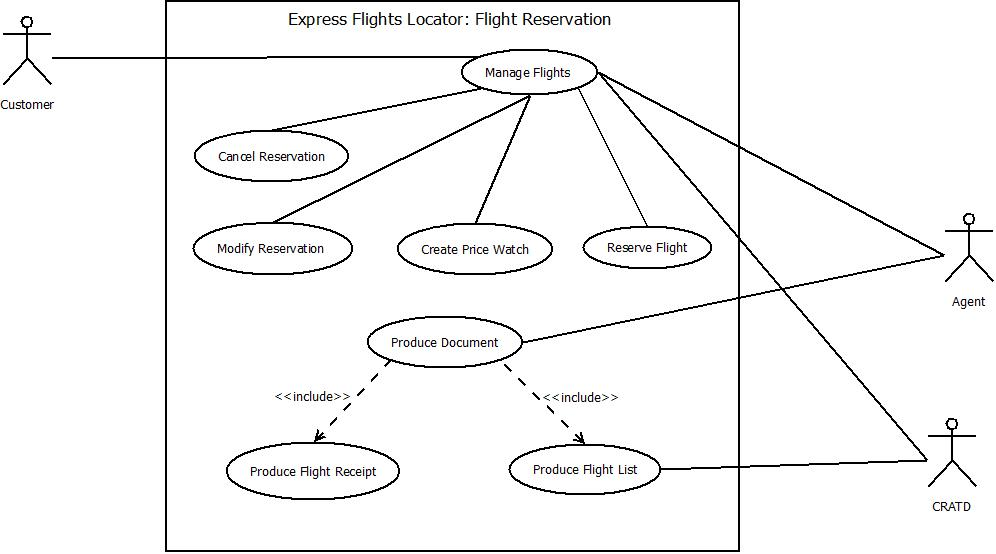 Express Flights Locator: Flight Reservation
Manage Flights
Customer
Cancel Reservation
Modify Reservation
Create Price Watch
Reserve Flight
Agent
Produce Document
<<include>>
<<include>>
Produce Flight Receipt
Produce Flight List
CRATD